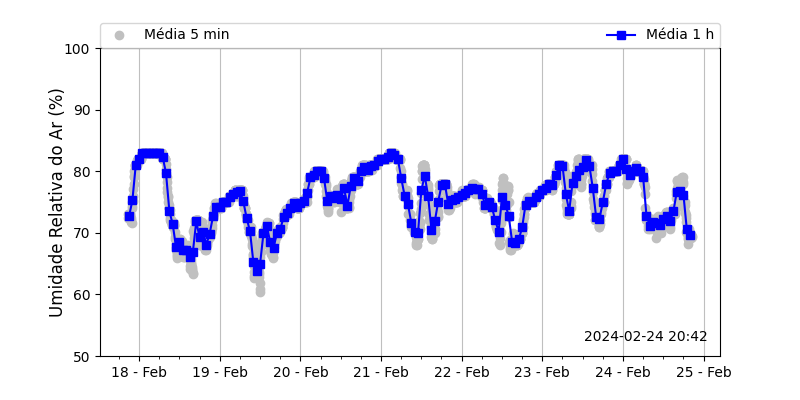 Média 5 min
Média 1 h
Umidade Relativa do Ar (%)
100
90
80
70
60
50
2024-02-24 20:42
18 - Feb
19 - Feb
20 - Feb
21 - Feb
22 - Feb
23 - Feb
24 - Feb
25 - Feb